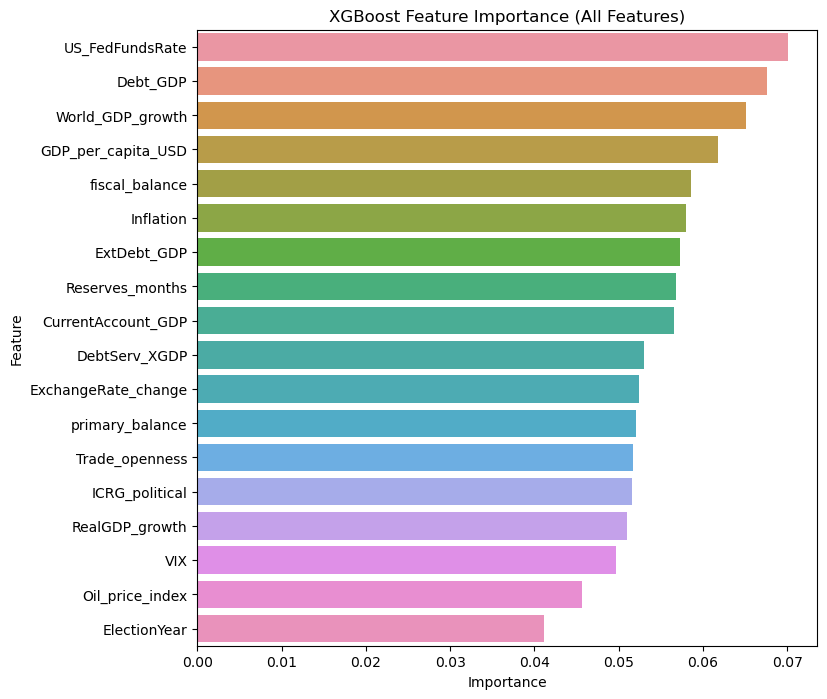 XGBoost Feature Importance (All Features)
US_FedFundsRate
Debt_GDP
World_GDP_growth
GDP_per_capita_USD
fiscal_balance
Inflation
ExtDebt_GDP
Reserves_months
CurrentAccount_GDP
DebtServ_XGDP
ExchangeRate_change
primary_balance
Trade_openness
ICRG_political
RealGDP_growth
VIX
Oil_price_index
ElectionYear
Feature
0.00 0.01 0.02 0.03 0.04 0.05 0.06 0.07
Importance